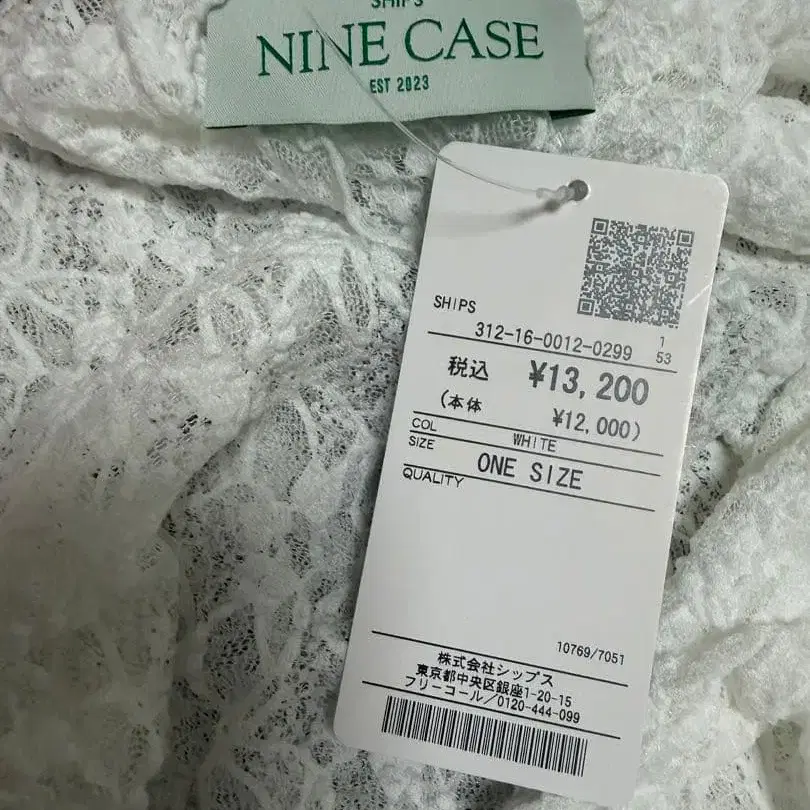 SHIPS
NINE CASE
EST 2023
SHIPS
312-16-0012-0299
1
53
税込 ¥13,200
(本体 ¥12,000)
COL WHITE
SIZE ONE SIZE
QUALITY
10769/7051
株式会社シップス
東京都中央区銀座1-20-15
フリーコール/0120-444-099